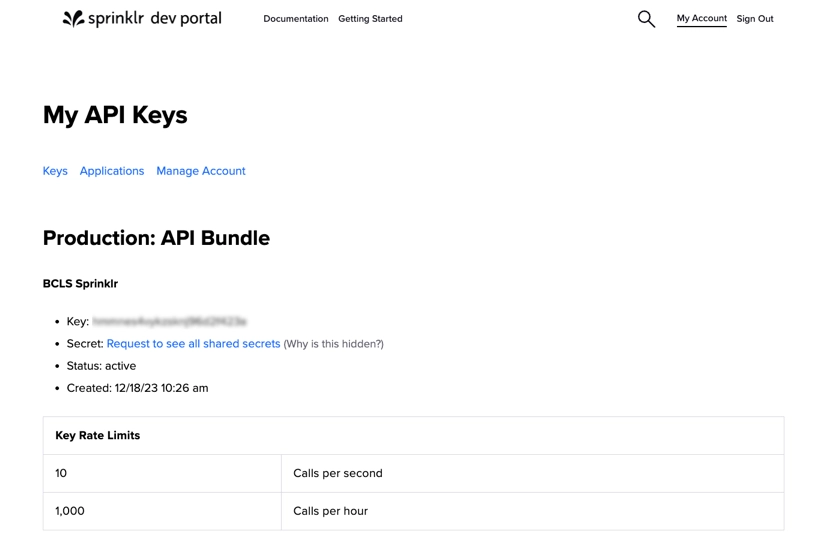 sprinklr dev portal Documentation Getting Started My Account Sign Out
My API Keys
Keys Applications Manage Account
Production: API Bundle
BCLS Sprinklr
• Key:
• Secret: Request to see all shared secrets (Why is this hidden?)
• Status: active
• Created: 12/18/23 10:26 am
Key Rate Limits
10 Calls per second
1,000 Calls per hour